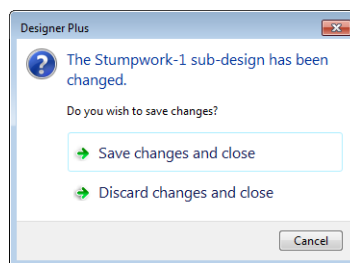 Designer Plus
The Stumpwork-1 sub-design has been
changed.
Do you wish to save changes?
Save changes and close
Discard changes and close
Cancel